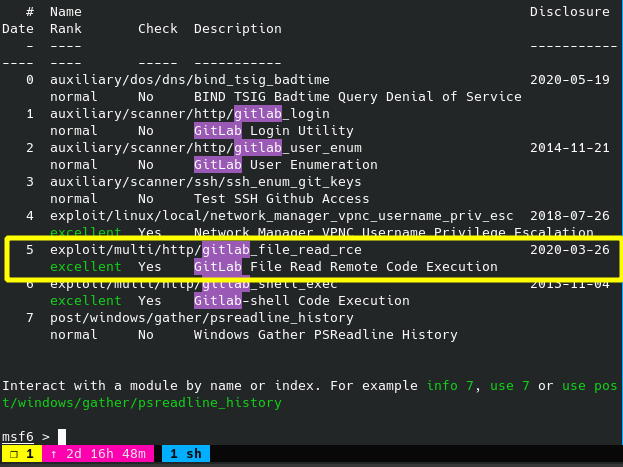 # Name Disclosure
Date Rank Check Description
- ---- -----------
---- ---- ----- -----------
0 auxiliary/dos/dns/bind_tsig_badtime 2020-05-19
normal No BIND TSIG Badtime Query Denial of Service
1 auxiliary/scanner/http/gitlab_login
normal No GitLab Login Utility
2 auxiliary/scanner/http/gitlab_user_enum 2014-11-21
normal No GitLab User Enumeration
3 auxiliary/scanner/ssh/ssh_enum_git_keys
normal No Test SSH Github Access
4 exploit/linux/local/network_manager_vpnc_username_priv_esc 2018-07-26
excellent Yes Network Manager VPNC Username Privilege Escalation
5 exploit/multi/http/gitlab_file_read_rce 2020-03-26
excellent Yes GitLab File Read Remote Code Execution
6 exploit/multi/http/gitlab_shell_exec 2013-11-04
excellent Yes Gitlab-shell Code Execution
7 post/windows/gather/psreadline_history
normal No Windows Gather PSReadline History
Interact with a module by name or index. For example info 7, use 7 or use pos
t/windows/gather/psreadline_history
msf6 >
❐ 1 ↑ 2d 16h 48m 1 sh